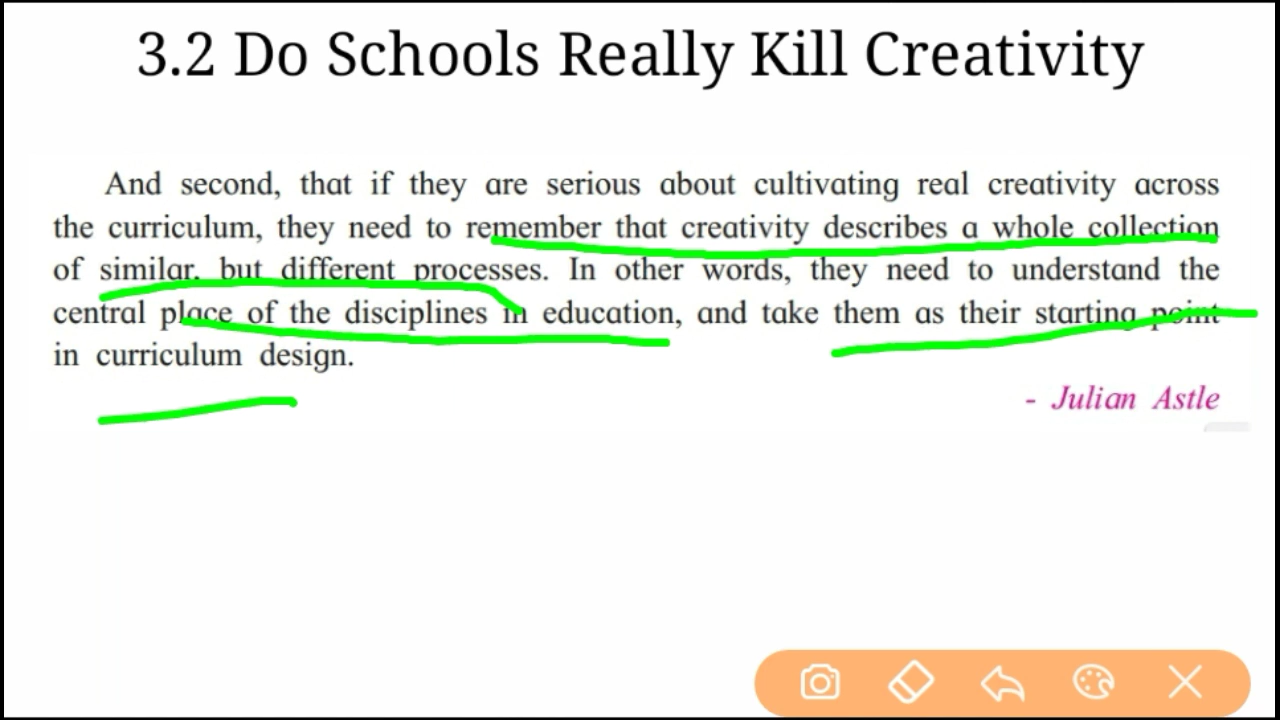 3.2 Do Schools Really Kill Creativity
And second, that if they are serious about cultivating real creativity across
the curriculum, they need to remember that creativity describes a whole collection
of similar, but different processes. In other words, they need to understand the
central place of the disciplines in education, and take them as their starting point
in curriculum design.
- Julian Astle